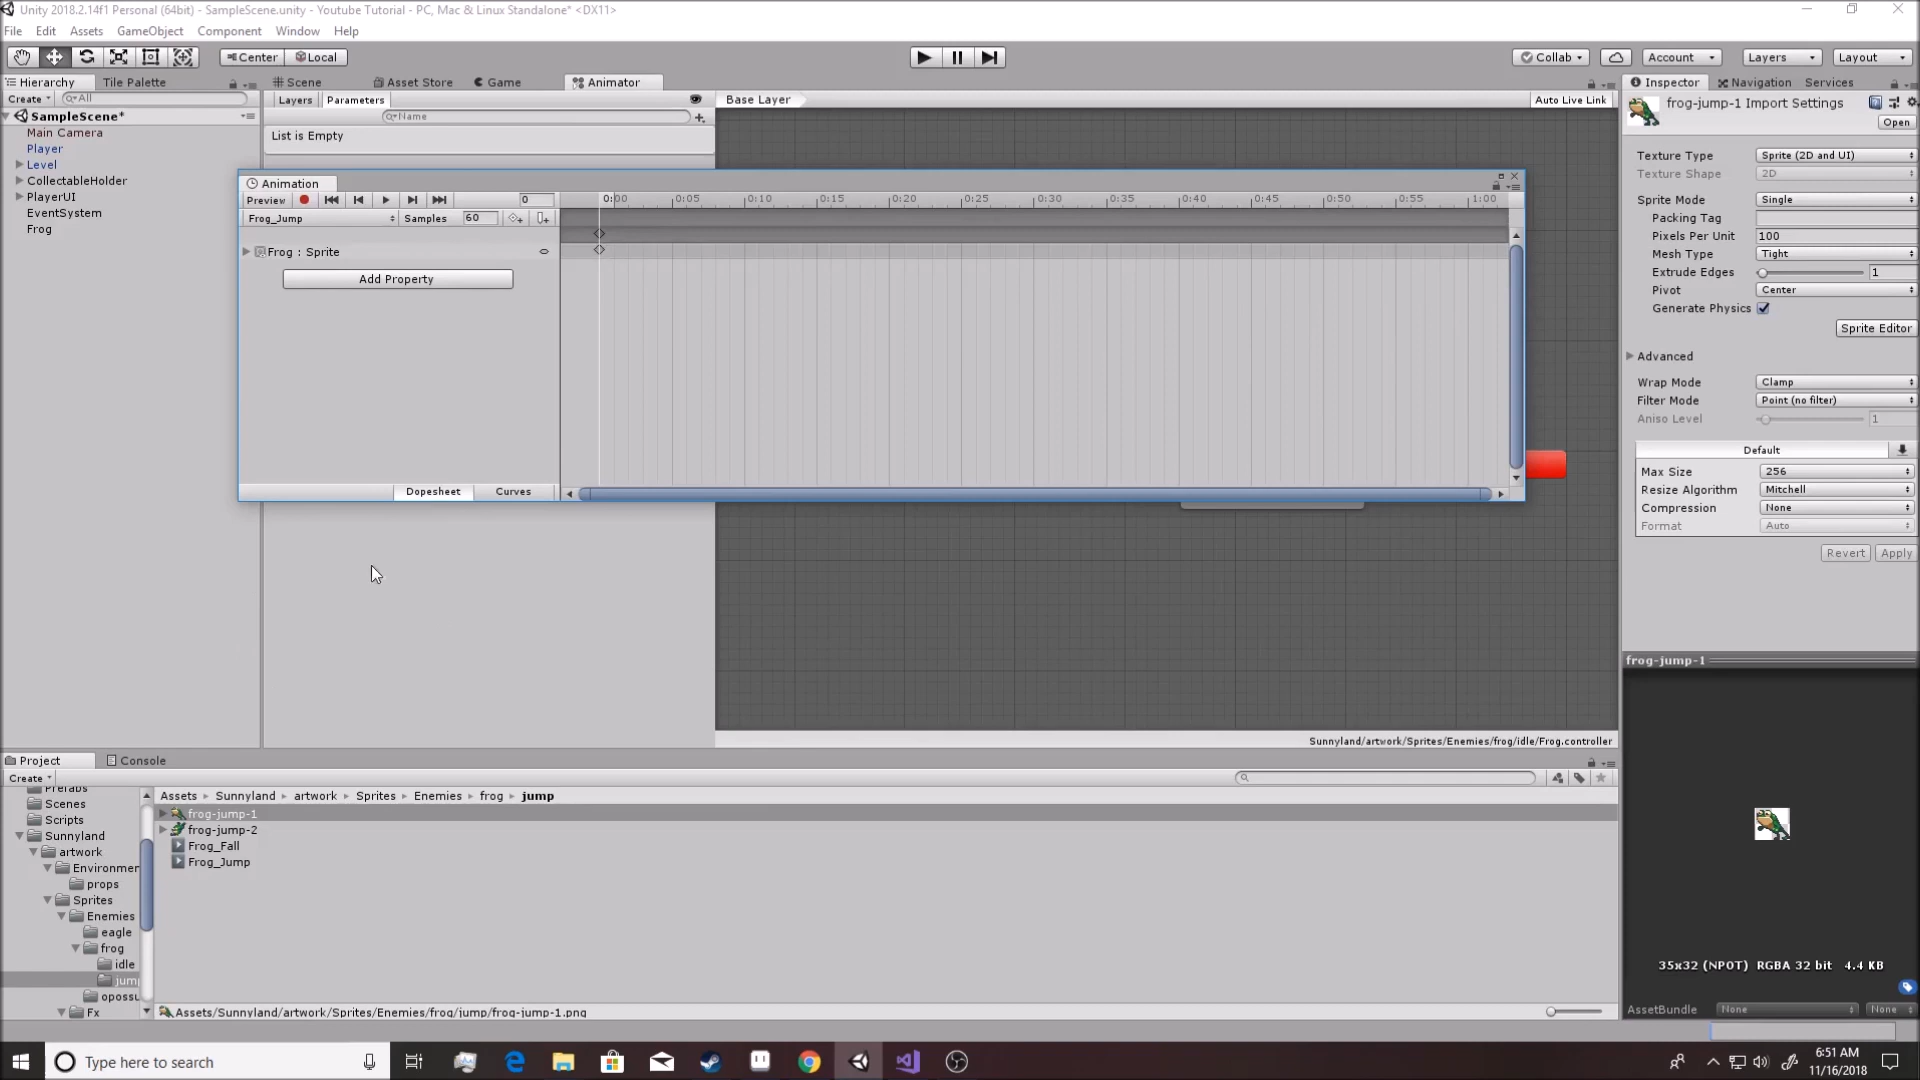 Unity 2018.2.14f1 Personal (64bit) - SampleScene.unity - Youtube Tutorial - PC, Mac & Linux Standalone* <DX11>
File Edit Assets GameObject Component Window Help
Center Local Collab Account Layers Layout
Hierarchy Tile Palette Scene Asset Store Game Animator Inspector Navigation Services
Create All Layers Parameters Base Layer Auto Live Link frog-jump-1 Import Settings
SampleScene* Name Open
Main Camera List is Empty
Player
Level
CollectableHolder
PlayerUI
EventSystem
Frog
Animation
Preview 0 0:00 0:05 0:10 0:15 0:20 0:25 0:30 0:35 0:40 0:45 0:50 0:55 1:00
Frog_Jump Samples 60
Frog : Sprite
Add Property
Dopesheet Curves
Texture Type Sprite (2D and UI)
Texture Shape 2D
Sprite Mode Single
Packing Tag
Pixels Per Unit 100
Mesh Type Tight
Extrude Edges 1
Pivot Center
Generate Physics
Sprite Editor
Advanced
Wrap Mode Clamp
Filter Mode Point (no filter)
Aniso Level 1
Default
Max Size 256
Resize Algorithm Mitchell
Compression None
Format Auto
Revert Apply
frog-jump-1
35x32 (NPOT) RGBA 32 bit 4.4 KB
AssetBundle None None
Sunnyland/artwork/Sprites/Enemies/frog/idle/Frog.controller
Project Console
Create
Prefabs
Scenes
Scripts
Sunnyland
artwork
Environmen
props
Sprites
Enemies
eagle
frog
idle
jump
opossu
Fx
Assets Sunnyland artwork Sprites Enemies frog jump
frog-jump-1
frog-jump-2
Frog_Fall
Frog_Jump
Assets/Sunnyland/artwork/Sprites/Enemies/frog/jump/frog-jump-1.png
Type here to search
6:51 AM
11/16/2018